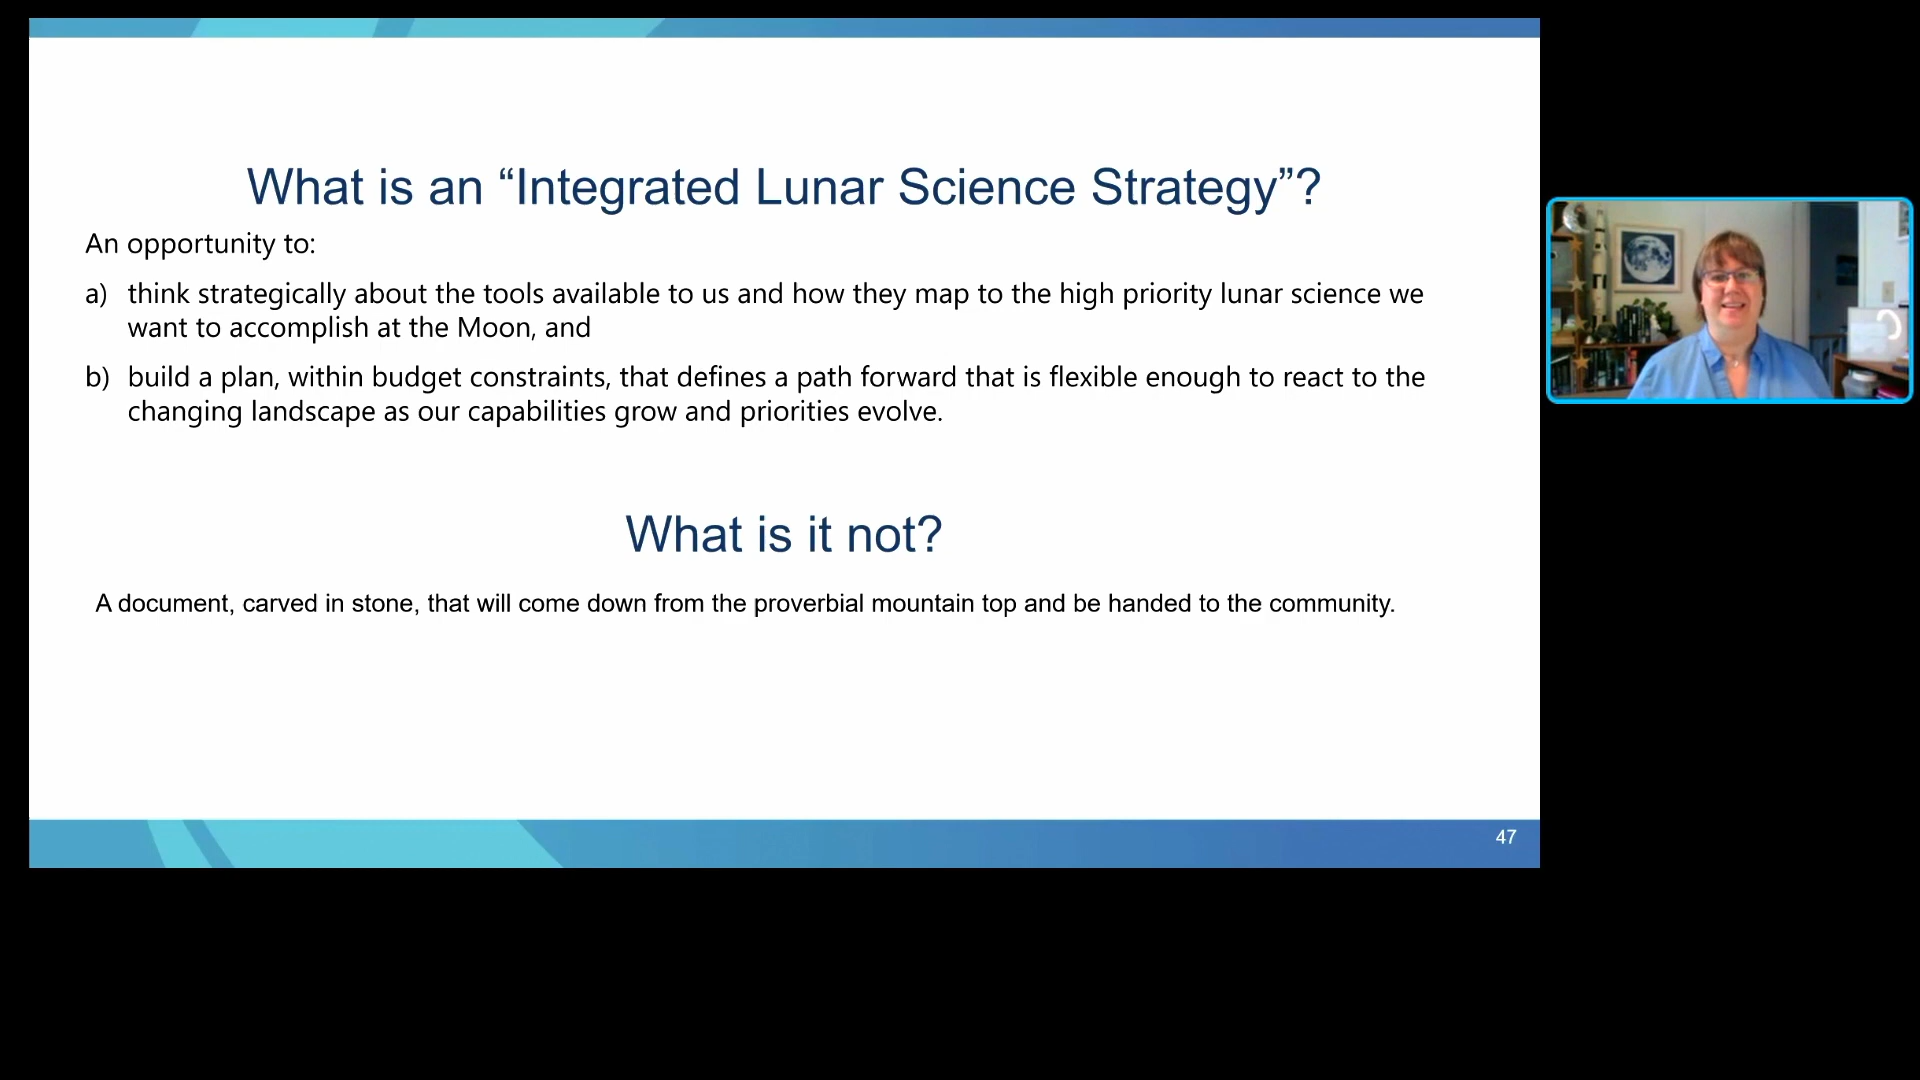 What is an “Integrated Lunar Science Strategy”?
An opportunity to:
a) think strategically about the tools available to us and how they map to the high priority lunar science we
want to accomplish at the Moon, and
b) build a plan, within budget constraints, that defines a path forward that is flexible enough to react to the
changing landscape as our capabilities grow and priorities evolve.
What is it not?
A document, carved in stone, that will come down from the proverbial mountain top and be handed to the community.
47